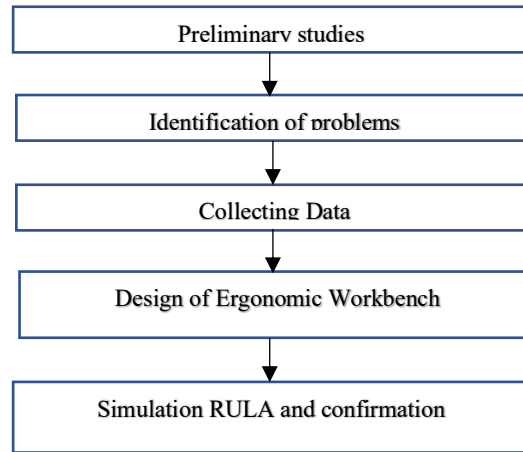 Preliminary studies
Identification of problems
Collecting Data
Design of Ergonomic Workbench
Simulation RULA and confirmation